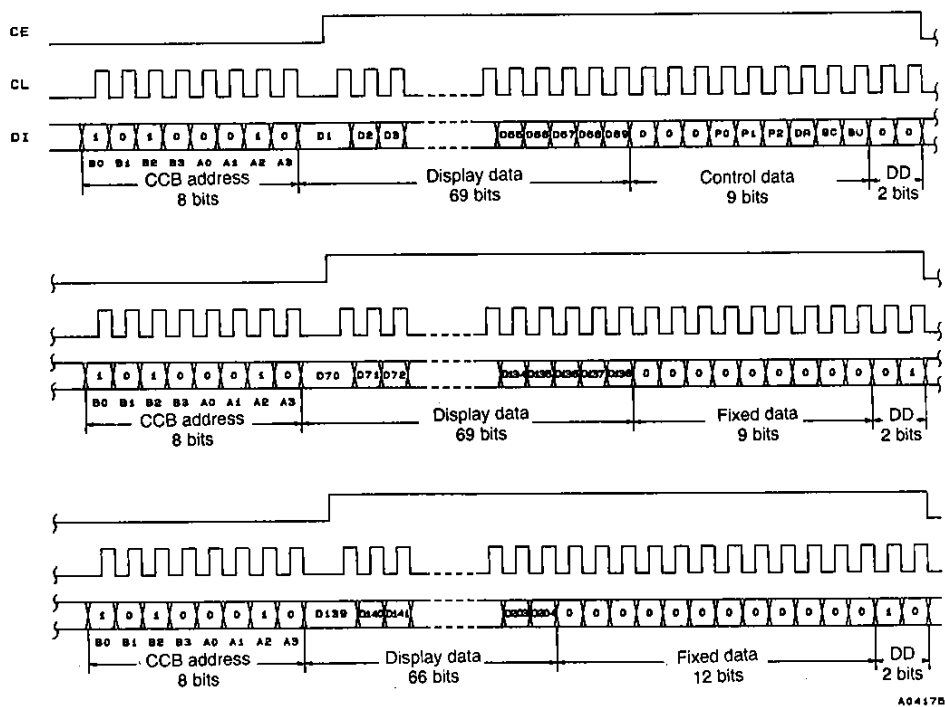 CE
CL
DI 1 0 1 0 0 0 1 0 D1 D2 D3 D65 D66 D67 D68 D69 0 0 0 P0 P1 P2 DR SC BU 0 0
B0 B1 B2 B3 A0 A1 A2 A3
CCB address Display data Control data DD
8 bits 69 bits 9 bits 2 bits
1 0 1 0 0 0 1 0 D70 D71 D72 D134 D135 D136 D137 D138 0 0 0 0 0 0 0 0 0 0 1
B0 B1 B2 B3 A0 A1 A2 A3
CCB address Display data Fixed data DD
8 bits 69 bits 9 bits 2 bits
1 0 1 0 0 0 1 0 D139 D140 D141 D203 D204 0 0 0 0 0 0 0 0 0 0 0 0 1 0
B0 B1 B2 B3 A0 A1 A2 A3
CCB address Display data Fixed data DD
8 bits 66 bits 12 bits 2 bits
A04175